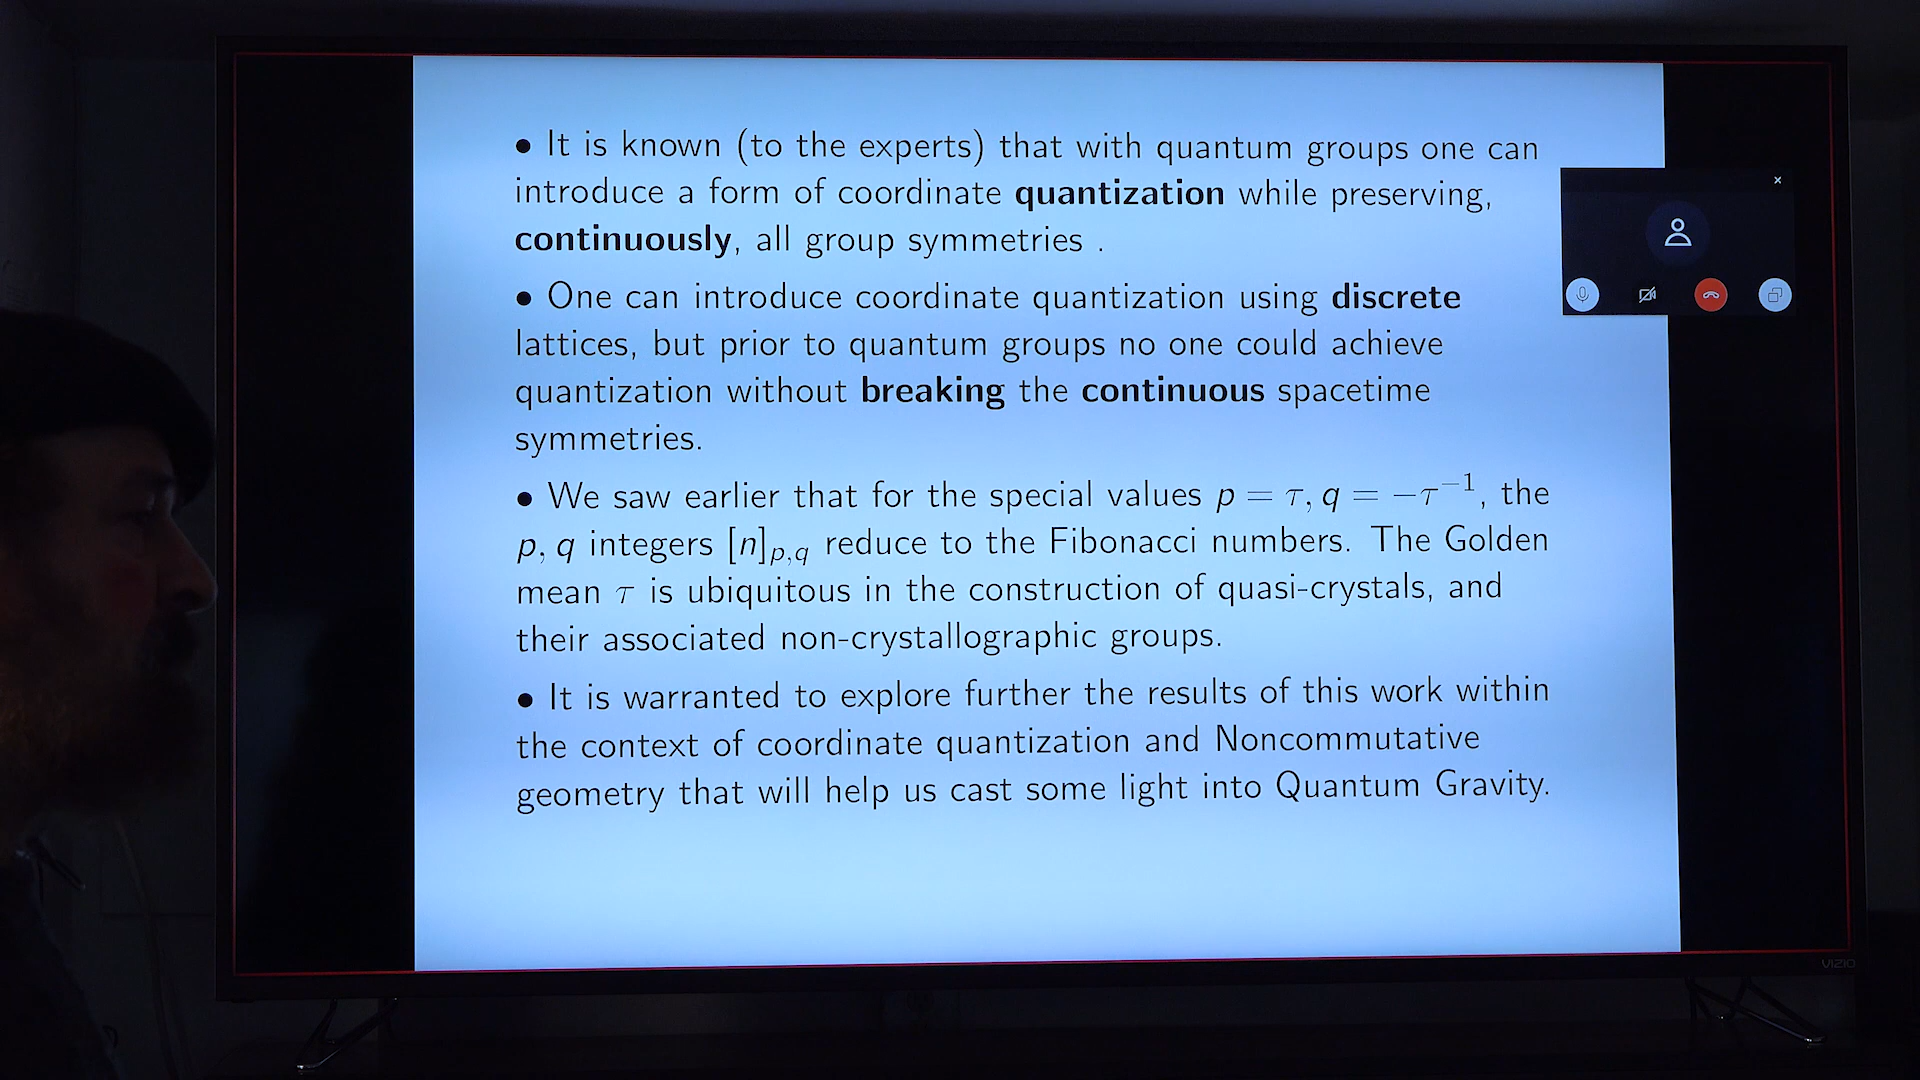 • It is known (to the experts) that with quantum groups one can
introduce a form of coordinate quantization while preserving,
continuously, all group symmetries .
• One can introduce coordinate quantization using discrete
lattices, but prior to quantum groups no one could achieve
quantization without breaking the continuous spacetime
symmetries.
• We saw earlier that for the special values p = τ, q = −τ⁻¹, the
p, q integers [n]p,q reduce to the Fibonacci numbers. The Golden
mean τ is ubiquitous in the construction of quasi-crystals, and
their associated non-crystallographic groups.
• It is warranted to explore further the results of this work within
the context of coordinate quantization and Noncommutative
geometry that will help us cast some light into Quantum Gravity.
VIZIO